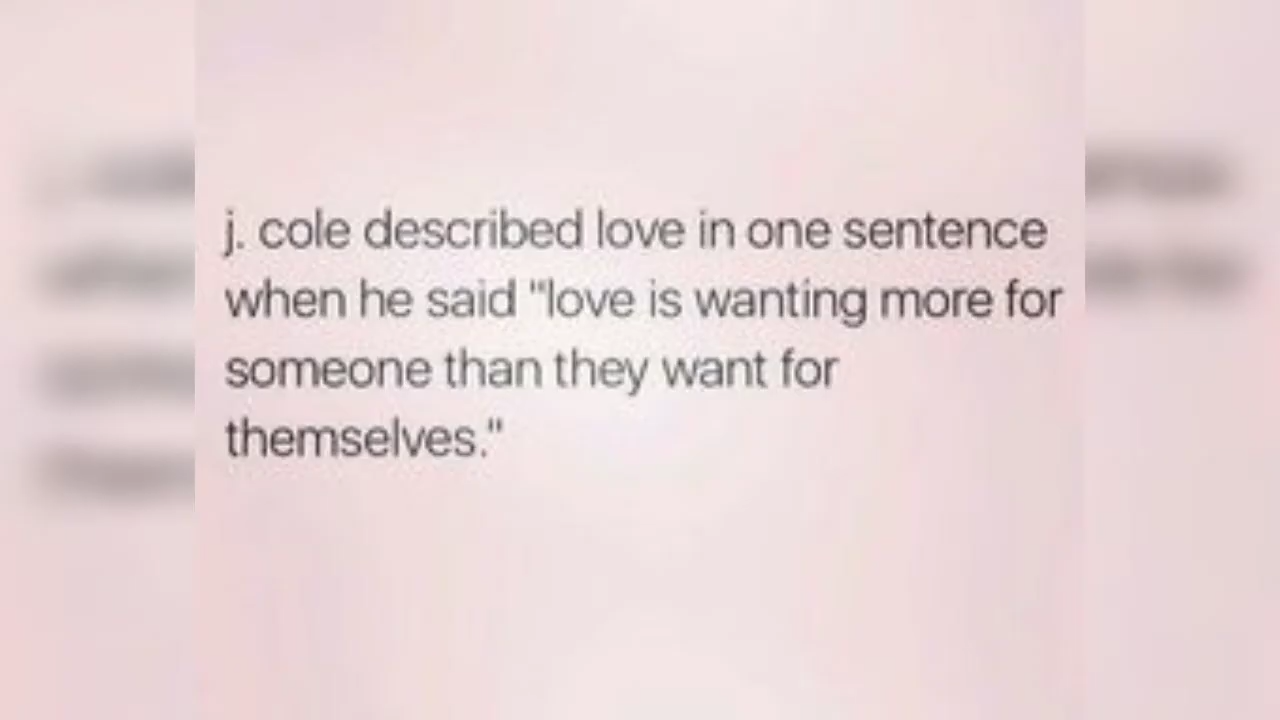 j. cole described love in one sentence
when he said "love is wanting more for
someone than they want for
themselves."